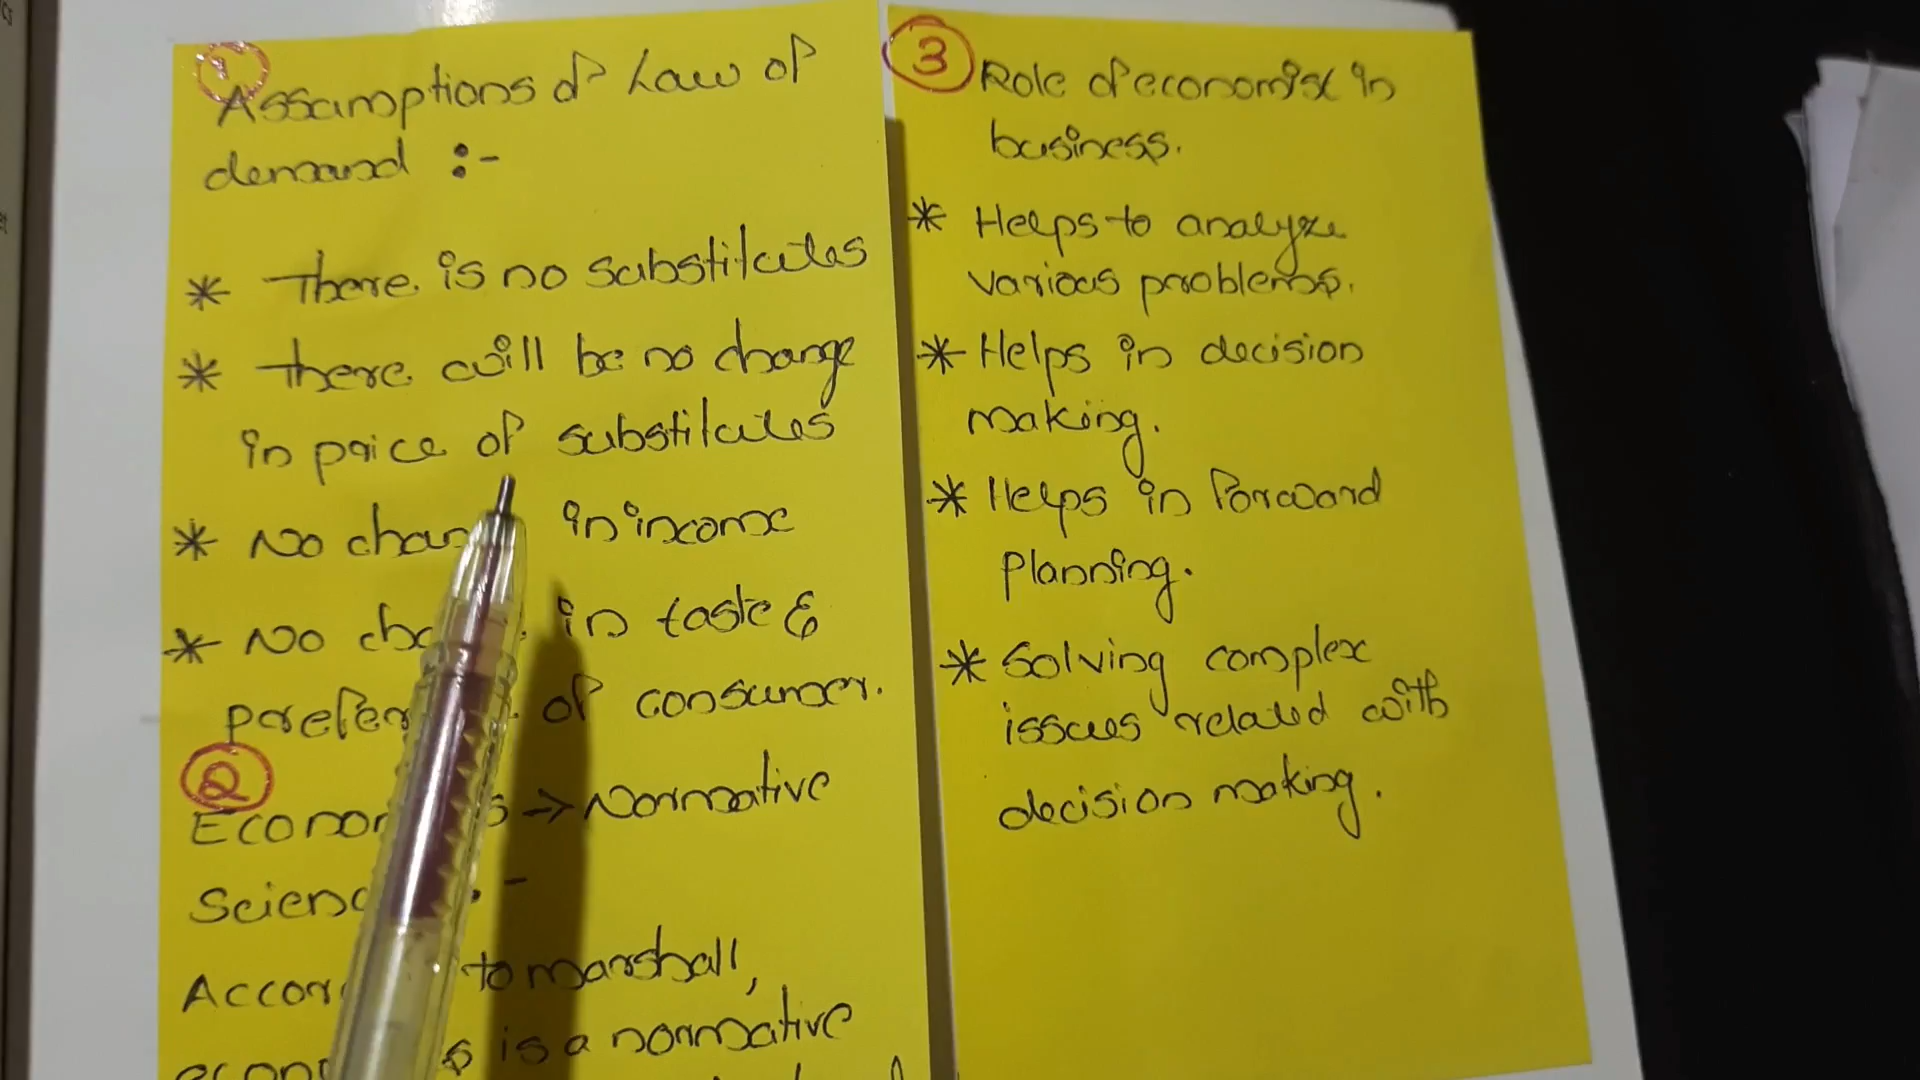 1
Assumptions of Law of
demand :-
* There is no substitutes
* there will be no change
in price of substitutes
* No chan in income
* No cha in taste &
prefer of consumer.
2
Econom s -> Normative
Scienc :-
Accor to marshall,
econ s is a normative
3
Role of economist in
business.
* Helps to analyze
various problems.
* Helps in decision
making.
* Helps in forward
planning.
* Solving complex
issues related with
decision making.